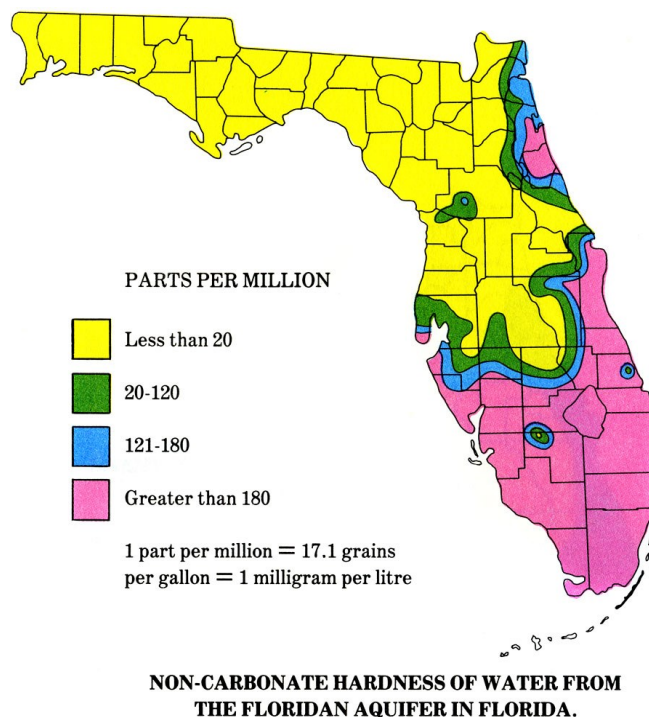 PARTS PER MILLION
Less than 20
20-120
121-180
Greater than 180
1 part per million = 17.1 grains
per gallon = 1 milligram per litre
NON-CARBONATE HARDNESS OF WATER FROM
THE FLORIDAN AQUIFER IN FLORIDA.